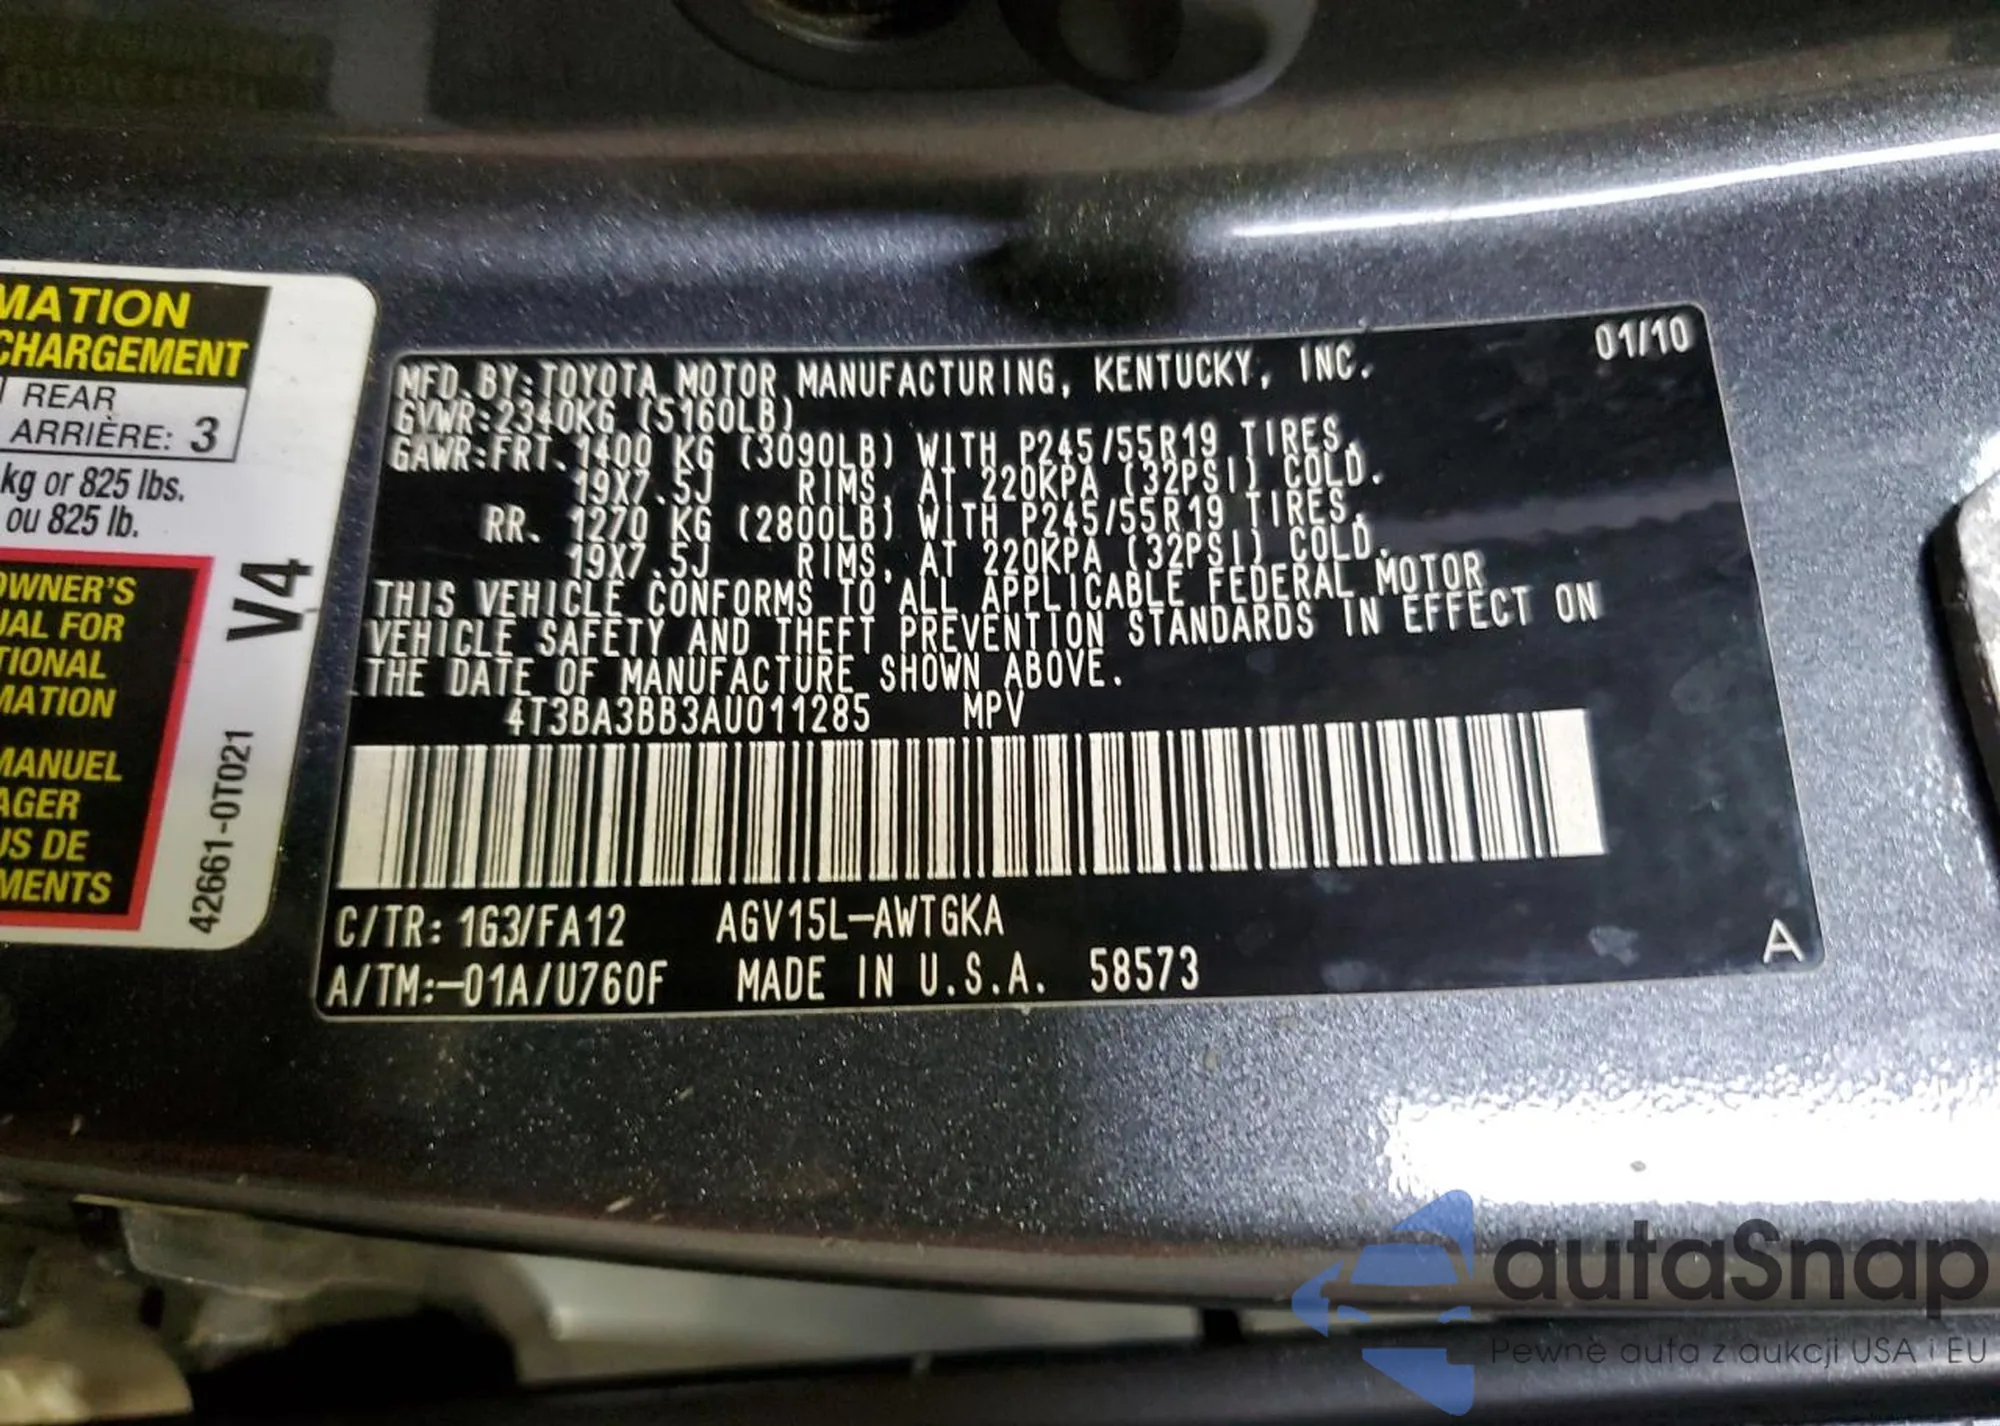 MATION
CHARGEMENT
REAR
ARRIÈRE: 3
kg or 825 lbs.
ou 825 lb.
OWNER'S
UAL FOR
TIONAL
MATION
MANUEL
AGER
US DE
MENTS
V4
42661-0T021
01/10
MFD. BY: TOYOTA MOTOR MANUFACTURING, KENTUCKY, INC.
GVWR: 2340KG (5160LB)
GAWR: FRT. 1400 KG (3090LB) WITH P245/55R19 TIRES,
19X7.5J RIMS, AT 220KPA (32PSI) COLD.
RR. 1270 KG (2800LB) WITH P245/55R19 TIRES,
19X7.5J RIMS, AT 220KPA (32PSI) COLD.
THIS VEHICLE CONFORMS TO ALL APPLICABLE FEDERAL MOTOR
VEHICLE SAFETY AND THEFT PREVENTION STANDARDS IN EFFECT ON
THE DATE OF MANUFACTURE SHOWN ABOVE.
4T3BA3BB3AU011285 MPV
C/TR: 1G3/FA12 AGV15L-AWTGKA
A/TM:-01A/U760F MADE IN U.S.A. 58573
A
autaSnap
Pewne auta z aukcji USA i EU